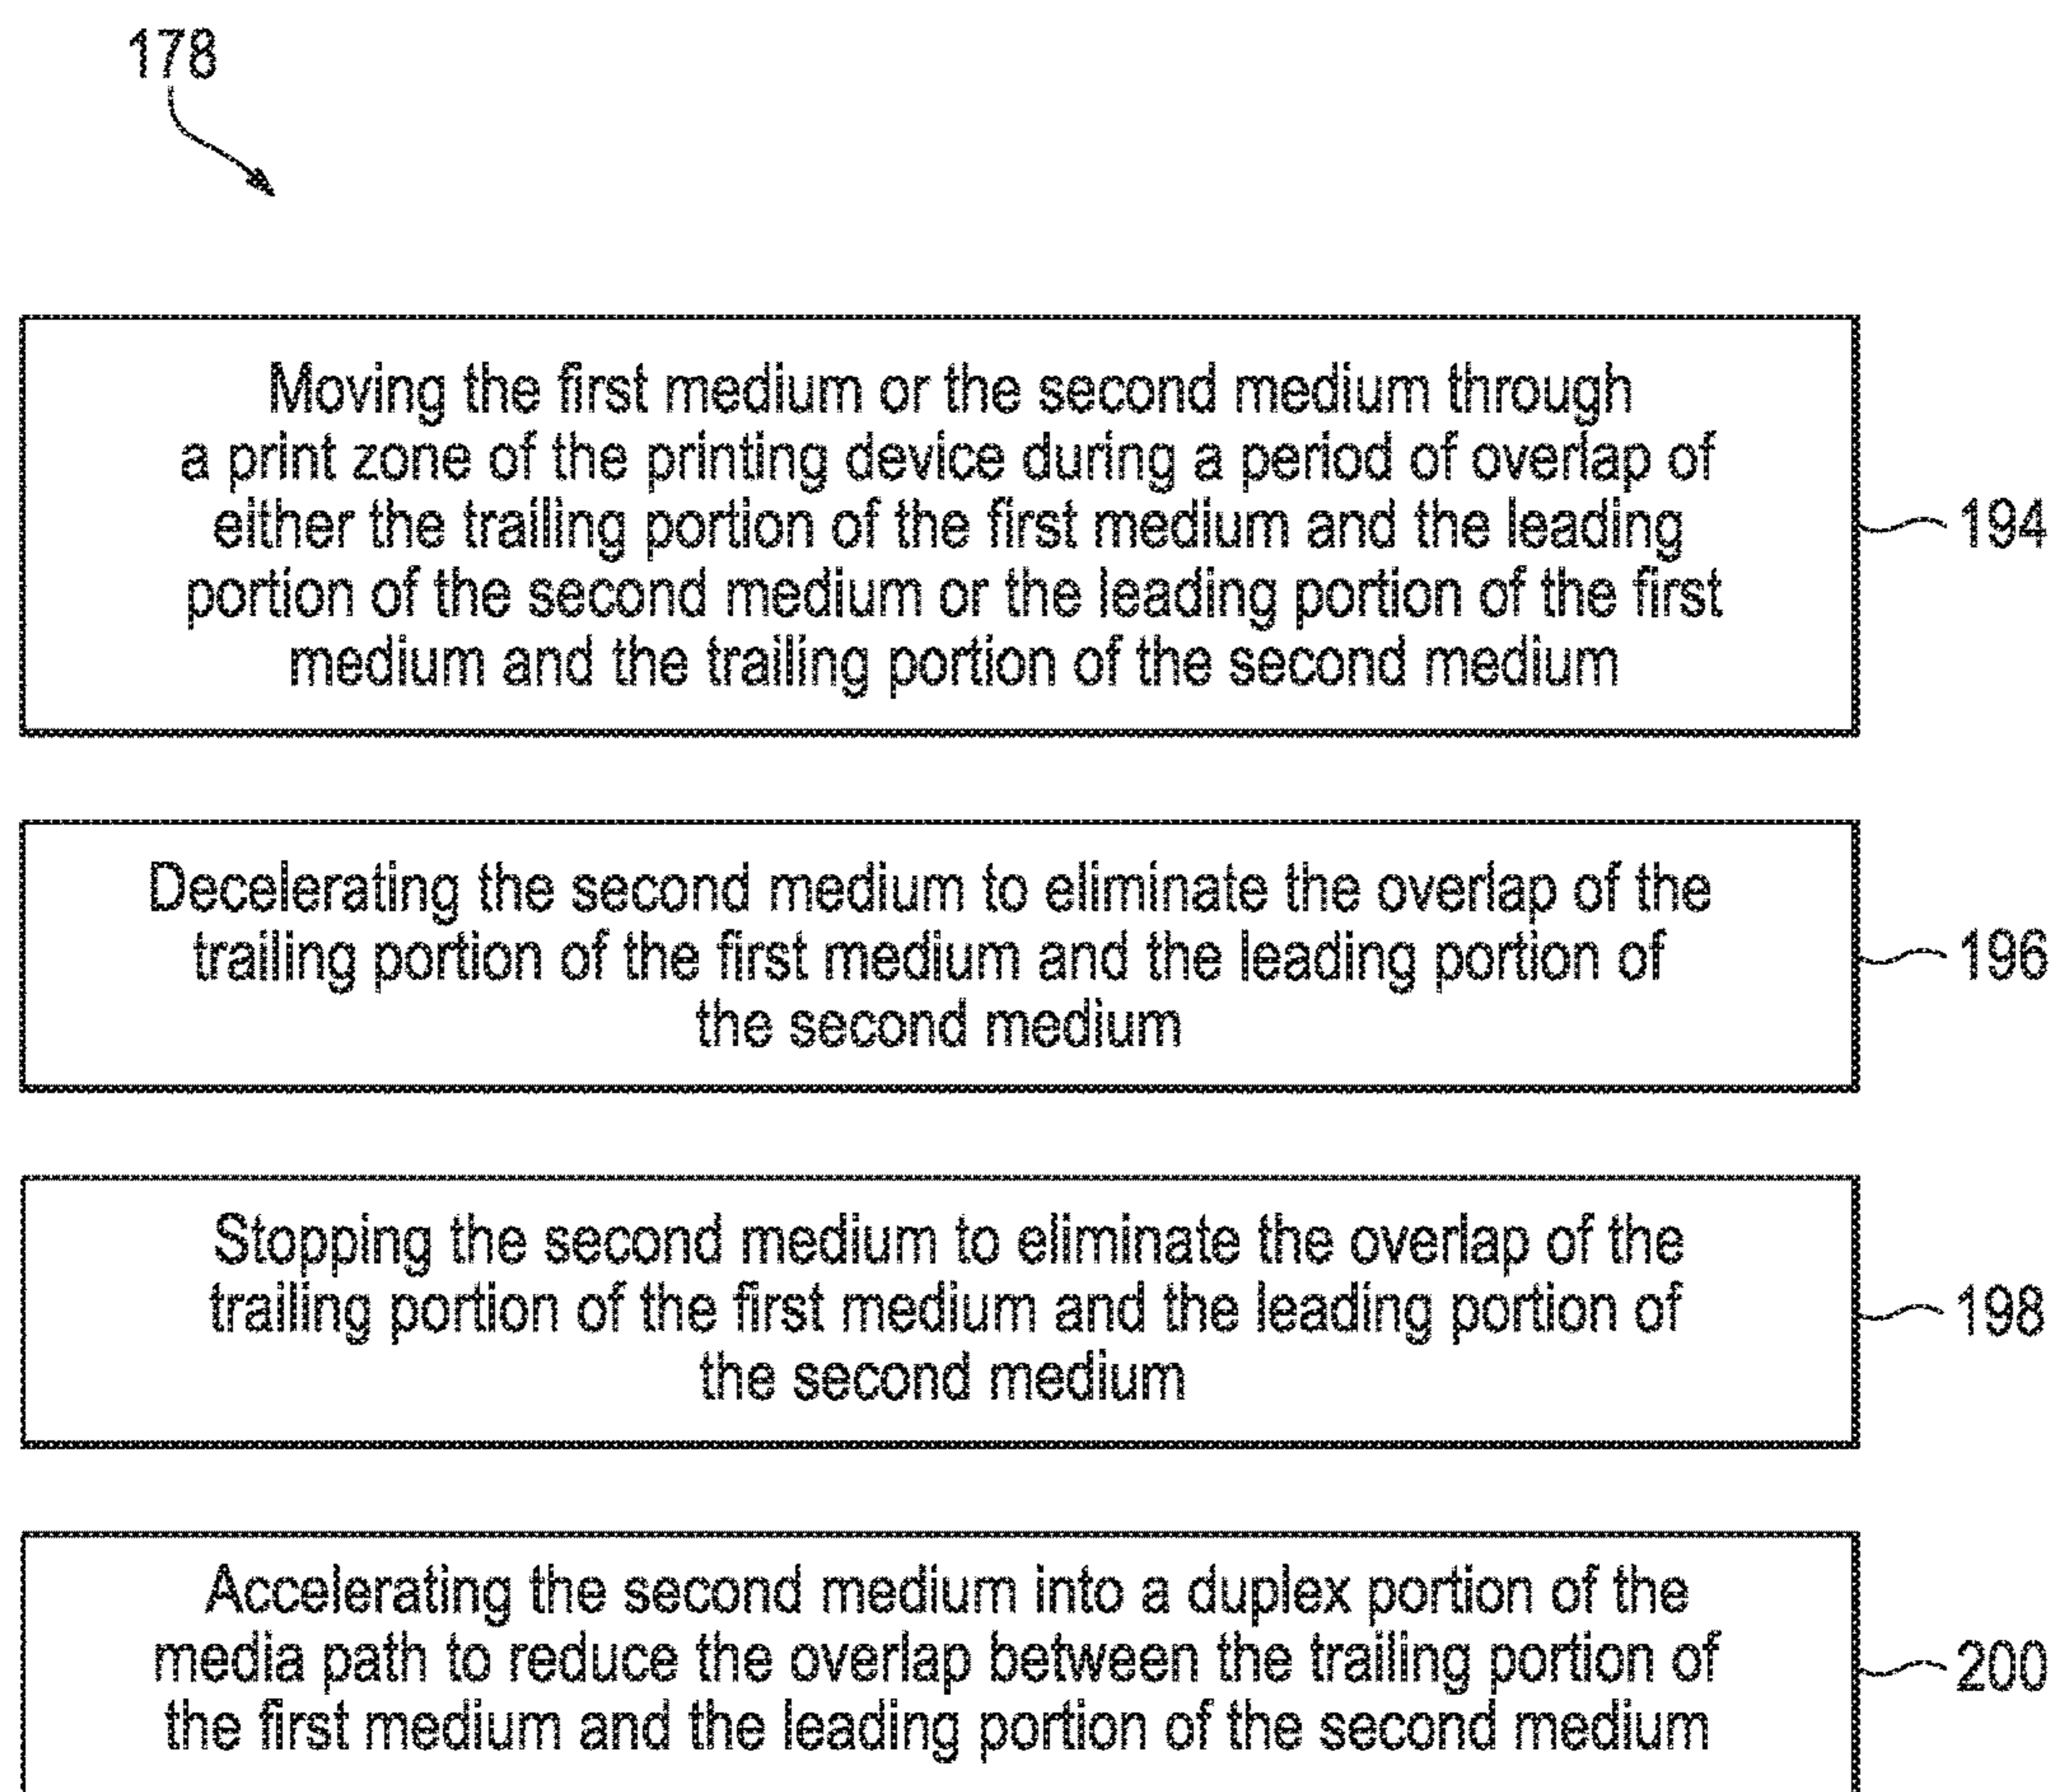 178
Moving the first medium or the second medium through
a print zone of the printing device during a period of overlap of
either the trailing portion of the first medium and the leading
portion of the second medium or the leading portion of the first
medium and the trailing portion of the second medium
194
Decelerating the second medium to eliminate the overlap of the
trailing portion of the first medium and the leading portion of
the second medium
196
Stopping the second medium to eliminate the overlap of the
trailing portion of the first medium and the leading portion of
the second medium
198
Accelerating the second medium into a duplex portion of the
media path to reduce the overlap between the trailing portion of
the first medium and the leading portion of the second medium
200